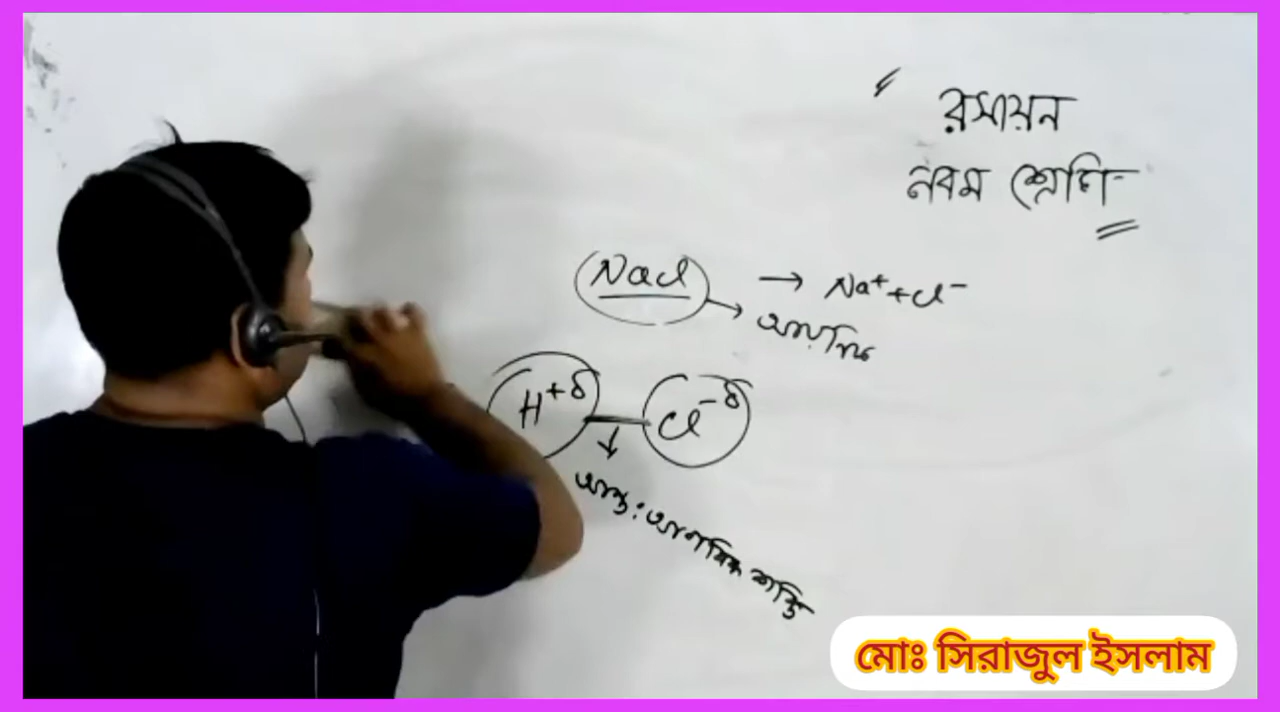 রসায়ন
নবম শ্রেণি
NaCl → Na⁺+Cl⁻
আয়নিক
H⁺ᵟ — Cl⁻ᵟ
আন্তঃআণবিক শক্তি
মোঃ সিরাজুল ইসলাম